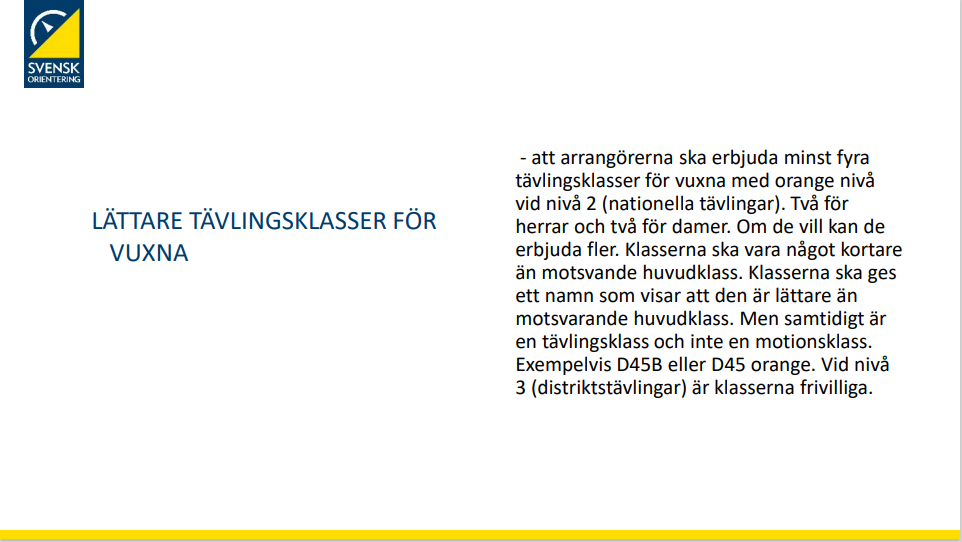 SVENSK
ORIENTERING
LÄTTARE TÄVLINGSKLASSER FÖR
VUXNA
- att arrangörerna ska erbjuda minst fyra
tävlingsklasser för vuxna med orange nivå
vid nivå 2 (nationella tävlingar). Två för
herrar och två för damer. Om de vill kan de
erbjuda fler. Klasserna ska vara något kortare
än motsvande huvudklass. Klasserna ska ges
ett namn som visar att den är lättare än
motsvarande huvudklass. Men samtidigt är
en tävlingsklass och inte en motionsklass.
Exempelvis D45B eller D45 orange. Vid nivå
3 (distriktstävlingar) är klasserna frivilliga.